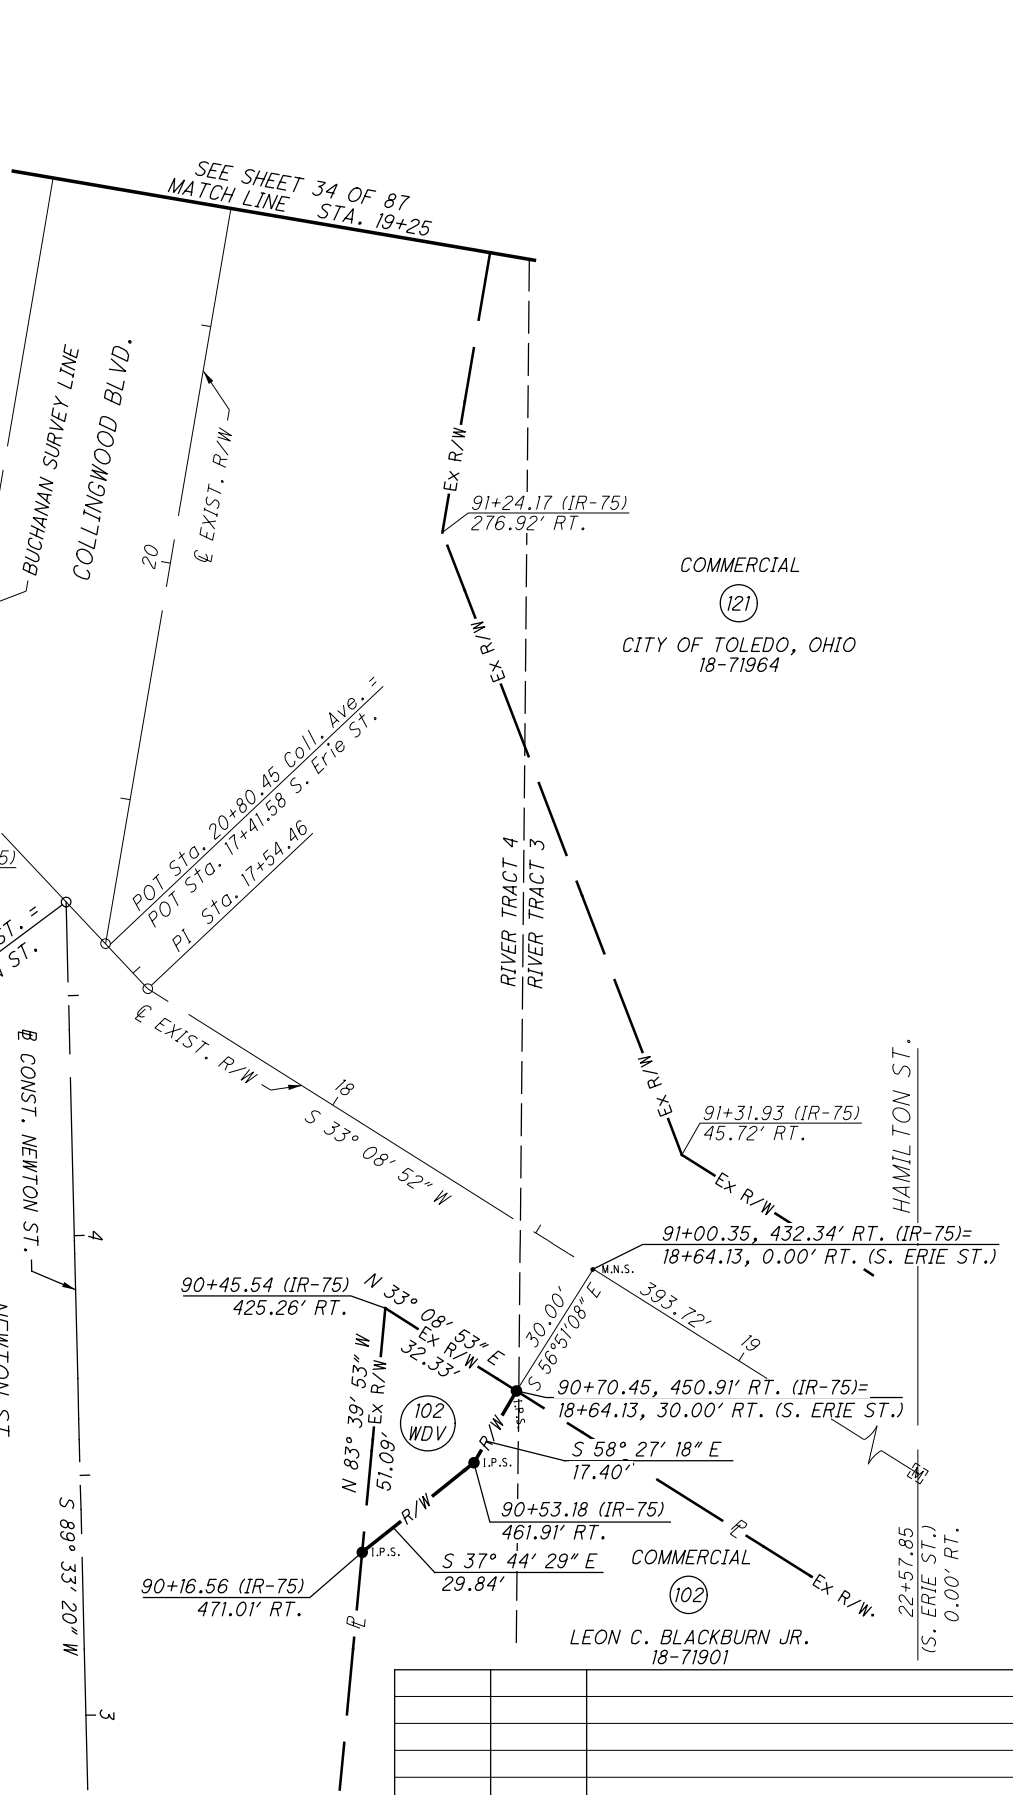 SEE SHEET 34 OF 87
MATCH LINE STA. 19+25
BUCHANAN SURVEY LINE
COLLINGWOOD BLVD.
℄ EXIST. R/W
20
Ex R/W
91+24.17 (IR-75)
276.92' RT.
COMMERCIAL
121
CITY OF TOLEDO, OHIO
18-71964
Ex R/W
POT Sta. 20+80.45 Coll. Ave. =
POT Sta. 17+41.58 S. Erie St.
PI Sta. 17+54.46
5)
ST. =
ST.
RIVER TRACT 4
RIVER TRACT 3
℄ EXIST. R/W
18
S 33° 08' 52" W
Ex R/W
91+31.93 (IR-75)
45.72' RT.
HAMILTON ST.
Ex R/W
℄ CONST. NEWTON ST.
4
91+00.35, 432.34' RT. (IR-75)=
18+64.13, 0.00' RT. (S. ERIE ST.)
M.N.S.
90+45.54 (IR-75)
425.26' RT.
N 33° 08' 53" E
Ex R/W
32.33'
30.00'
S 56°51'08" E
393.72'
19
NEWTON ST
N 83° 39' 53" W
Ex R/W
51.09'
102
WDV
90+70.45, 450.91' RT. (IR-75)=
18+64.13, 30.00' RT. (S. ERIE ST.)
I.P.S.
R/W
S 58° 27' 18" E
17.40'
I.P.S.
M
90+53.18 (IR-75)
461.91' RT.
R/W
S 37° 44' 29" E
29.84'
I.P.S.
90+16.56 (IR-75)
471.01' RT.
S 89° 33' 20" W
PL
PL
COMMERCIAL
102
LEON C. BLACKBURN JR.
18-71901
Ex R/W.
22+57.85
(S. ERIE ST.)
0.00' RT.
3